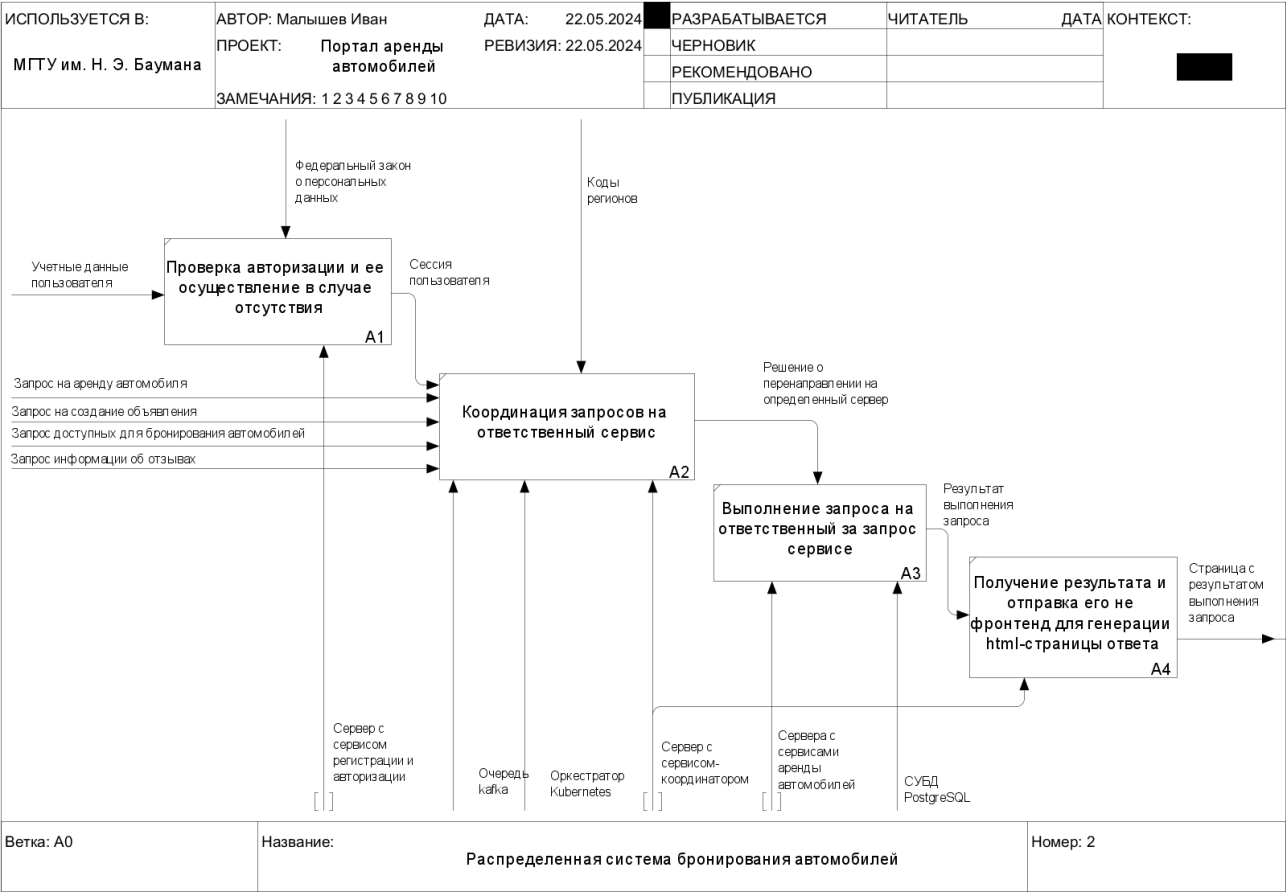 ИСПОЛЬЗУЕТСЯ В:
МГТУ им. Н. Э. Баумана
АВТОР: Малышев Иван
ДАТА: 22.05.2024
ПРОЕКТ: Портал аренды
автомобилей
РЕВИЗИЯ: 22.05.2024
ЗАМЕЧАНИЯ: 1 2 3 4 5 6 7 8 9 10
РАЗРАБАТЫВАЕТСЯ
ЧЕРНОВИК
РЕКОМЕНДОВАНО
ПУБЛИКАЦИЯ
ЧИТАТЕЛЬ
ДАТА
КОНТЕКСТ:
Федеральный закон
о персональных
данных
Коды
регионов
Учетные данные
пользователя
Проверка авторизации и ее
осуществление в случае
отсутствия
A1
Сессия
пользователя
Запрос на аренду автомобиля
Запрос на создание объявления
Запрос доступных для бронирования автомобилей
Запрос информации об отзывах
Координация запросов на
ответственный сервис
A2
Решение о
перенаправлении на
определенный сервер
Выполнение запроса на
ответственный за запрос
сервисе
A3
Результат
выполнения
запроса
Получение результата и
отправка его не
фронтенд для генерации
html-страницы ответа
A4
Страница с
результатом
выполнения
запроса
Сервер с
сервисом
регистрации и
авторизации
Очередь
kafka
Оркестратор
Kubernetes
Сервер с
сервисом-
координатором
Сервера с
сервисами
аренды
автомобилей
СУБД
PostgreSQL
Ветка: A0
Название:
Распределенная система бронирования автомобилей
Номер: 2